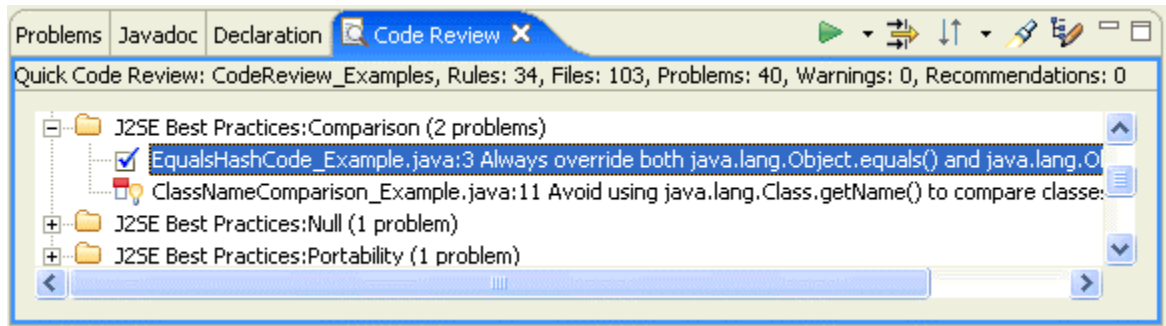 Problems Javadoc Declaration Code Review
Quick Code Review: CodeReview_Examples, Rules: 34, Files: 103, Problems: 40, Warnings: 0, Recommendations: 0
J2SE Best Practices:Comparison (2 problems)
EqualsHashCode_Example.java:3 Always override both java.lang.Object.equals() and java.lang.Ob
ClassNameComparison_Example.java:11 Avoid using java.lang.Class.getName() to compare classes
J2SE Best Practices:Null (1 problem)
J2SE Best Practices:Portability (1 problem)